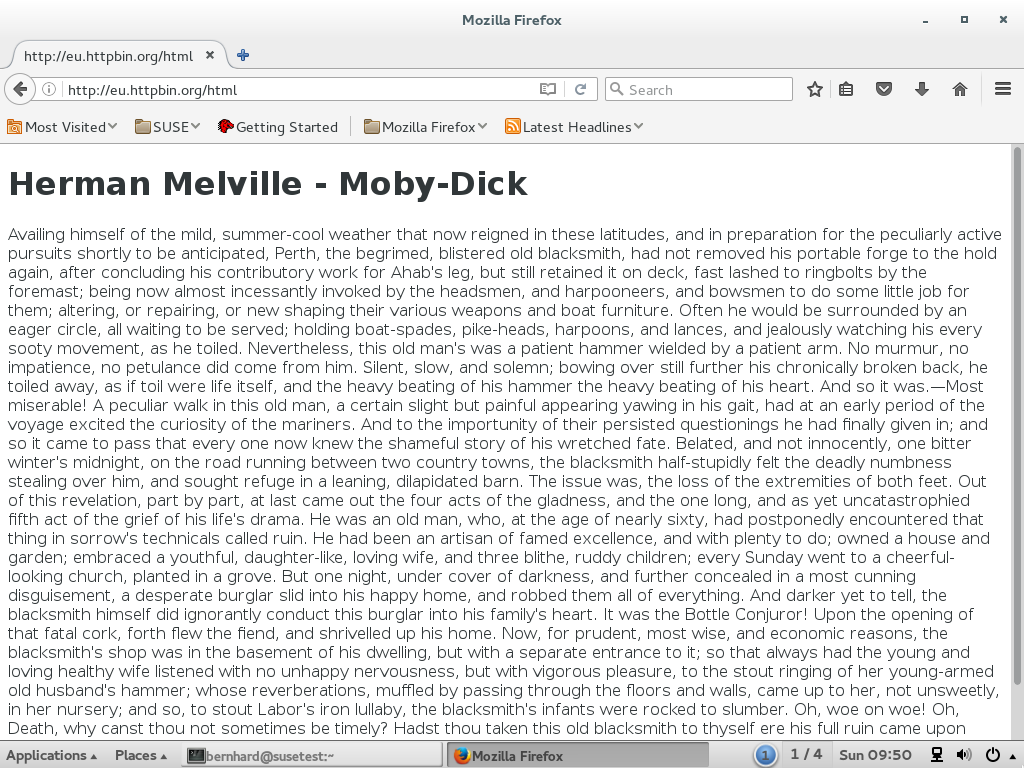 Mozilla Firefox
http://eu.httpbin.org/html
http://eu.httpbin.org/html
Search
Most Visited
SUSE
Getting Started
Mozilla Firefox
Latest Headlines
Herman Melville - Moby-Dick
Availing himself of the mild, summer-cool weather that now reigned in these latitudes, and in preparation for the peculiarly active
pursuits shortly to be anticipated, Perth, the begrimed, blistered old blacksmith, had not removed his portable forge to the hold
again, after concluding his contributory work for Ahab's leg, but still retained it on deck, fast lashed to ringbolts by the
foremast; being now almost incessantly invoked by the headsmen, and harpooneers, and bowsmen to do some little job for
them; altering, or repairing, or new shaping their various weapons and boat furniture. Often he would be surrounded by an
eager circle, all waiting to be served; holding boat-spades, pike-heads, harpoons, and lances, and jealously watching his every
sooty movement, as he toiled. Nevertheless, this old man's was a patient hammer wielded by a patient arm. No murmur, no
impatience, no petulance did come from him. Silent, slow, and solemn; bowing over still further his chronically broken back, he
toiled away, as if toil were life itself, and the heavy beating of his hammer the heavy beating of his heart. And so it was.—Most
miserable! A peculiar walk in this old man, a certain slight but painful appearing yawing in his gait, had at an early period of the
voyage excited the curiosity of the mariners. And to the importunity of their persisted questionings he had finally given in; and
so it came to pass that every one now knew the shameful story of his wretched fate. Belated, and not innocently, one bitter
winter's midnight, on the road running between two country towns, the blacksmith half-stupidly felt the deadly numbness
stealing over him, and sought refuge in a leaning, dilapidated barn. The issue was, the loss of the extremities of both feet. Out
of this revelation, part by part, at last came out the four acts of the gladness, and the one long, and as yet uncatastrophied
fifth act of the grief of his life's drama. He was an old man, who, at the age of nearly sixty, had postponedly encountered that
thing in sorrow's technicals called ruin. He had been an artisan of famed excellence, and with plenty to do; owned a house and
garden; embraced a youthful, daughter-like, loving wife, and three blithe, ruddy children; every Sunday went to a cheerful-
looking church, planted in a grove. But one night, under cover of darkness, and further concealed in a most cunning
disguisement, a desperate burglar slid into his happy home, and robbed them all of everything. And darker yet to tell, the
blacksmith himself did ignorantly conduct this burglar into his family's heart. It was the Bottle Conjuror! Upon the opening of
that fatal cork, forth flew the fiend, and shrivelled up his home. Now, for prudent, most wise, and economic reasons, the
blacksmith's shop was in the basement of his dwelling, but with a separate entrance to it; so that always had the young and
loving healthy wife listened with no unhappy nervousness, but with vigorous pleasure, to the stout ringing of her young-armed
old husband's hammer; whose reverberations, muffled by passing through the floors and walls, came up to her, not unsweetly,
in her nursery; and so, to stout Labor's iron lullaby, the blacksmith's infants were rocked to slumber. Oh, woe on woe! Oh,
Death, why canst thou not sometimes be timely? Hadst thou taken this old blacksmith to thyself ere his full ruin came upon
Applications
Places
bernhard@susetest:~
Mozilla Firefox
1
1 / 4
Sun 09:50